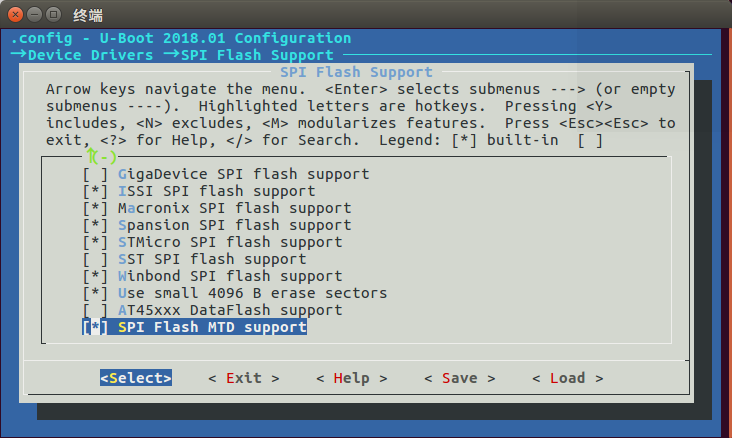 终端
.config - U-Boot 2018.01 Configuration
→Device Drivers →SPI Flash Support
SPI Flash Support
Arrow keys navigate the menu.  <Enter> selects submenus ---> (or empty
submenus ----).  Highlighted letters are hotkeys.  Pressing <Y>
includes, <N> excludes, <M> modularizes features.  Press <Esc><Esc> to
exit, <?> for Help, </> for Search.  Legend: [*] built-in  [ ]
↑(-)
[ ] GigaDevice SPI flash support
[*] ISSI SPI flash support
[*] Macronix SPI flash support
[*] Spansion SPI flash support
[*] STMicro SPI flash support
[ ] SST SPI flash support
[*] Winbond SPI flash support
[*] Use small 4096 B erase sectors
[ ] AT45xxx DataFlash support
[*] SPI Flash MTD support
<Select>    < Exit >    < Help >    < Save >    < Load >